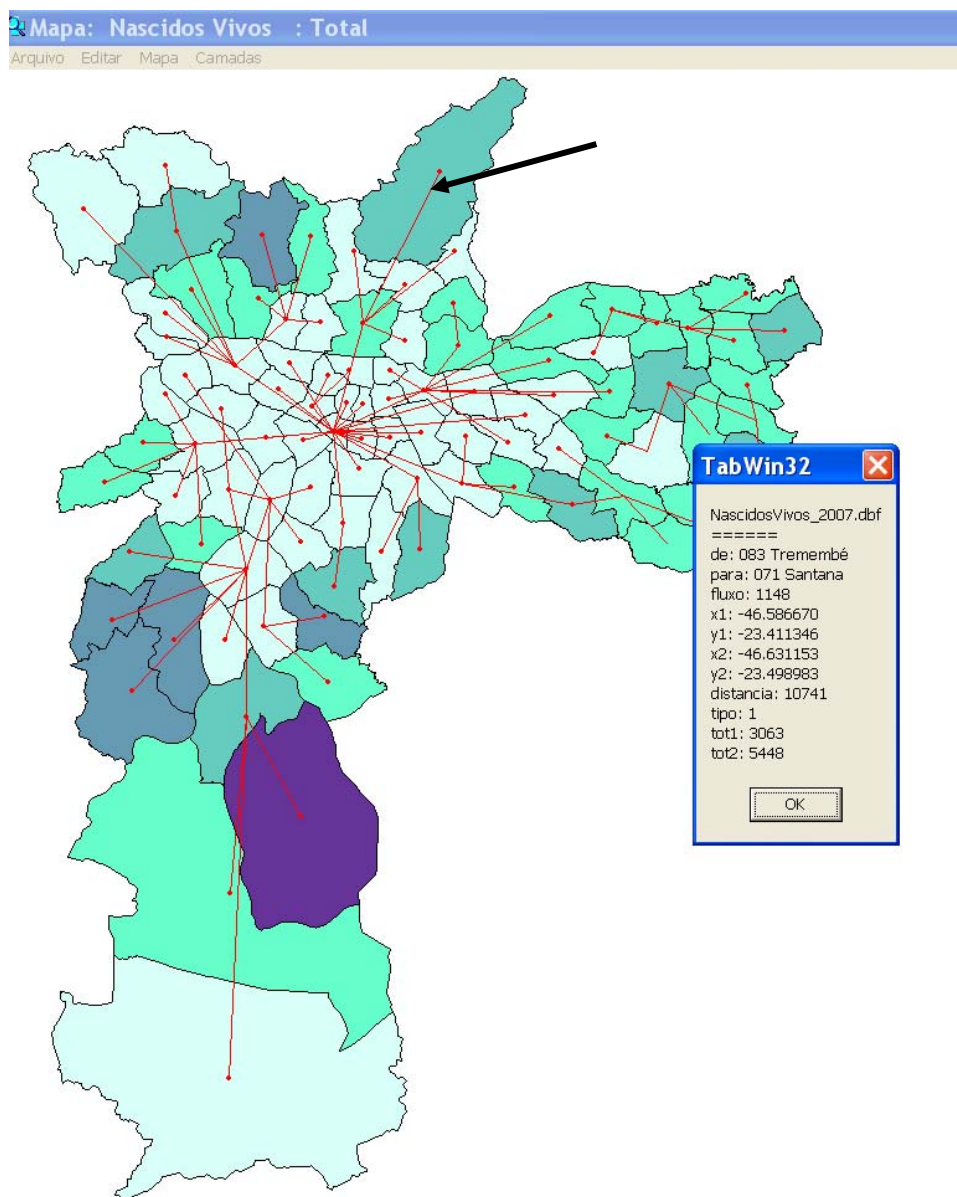 Mapa: Nascidos Vivos : Total
Arquivo Editar Mapa Camadas
TabWin32
NascidosVivos_2007.dbf
======
de: 083 Tremembé
para: 071 Santana
fluxo: 1148
x1: -46.586670
y1: -23.411346
x2: -46.631153
y2: -23.498983
distancia: 10741
tipo: 1
tot1: 3063
tot2: 5448
OK